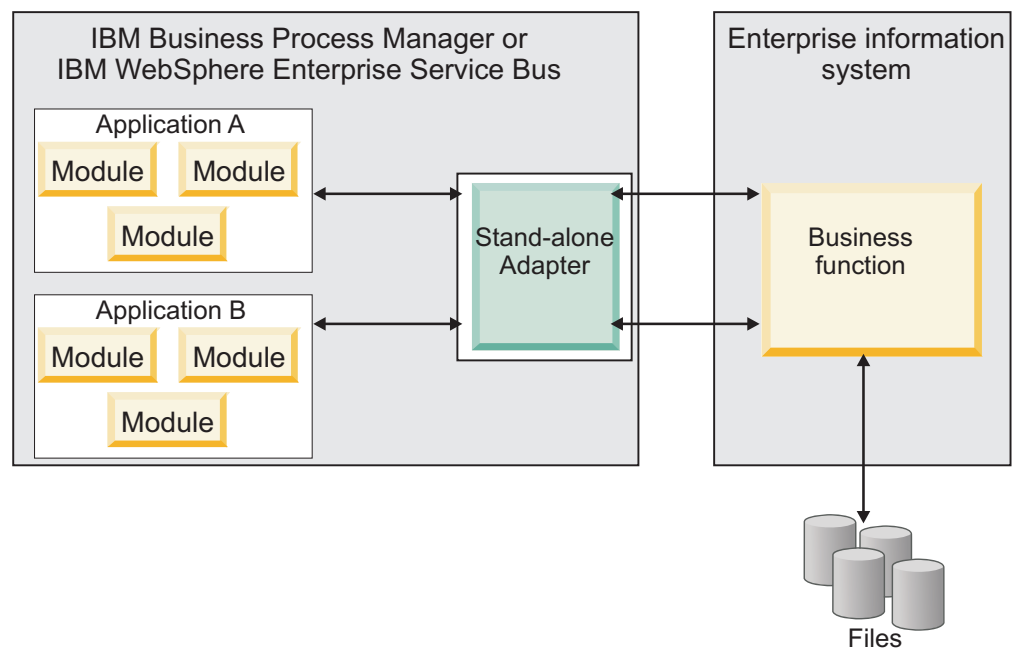 IBM Business Process Manager or
IBM WebSphere Enterprise Service Bus
Application A
Module
Module
Module
Application B
Module
Module
Module
Stand-alone
Adapter
Enterprise information
system
Business
function
Files